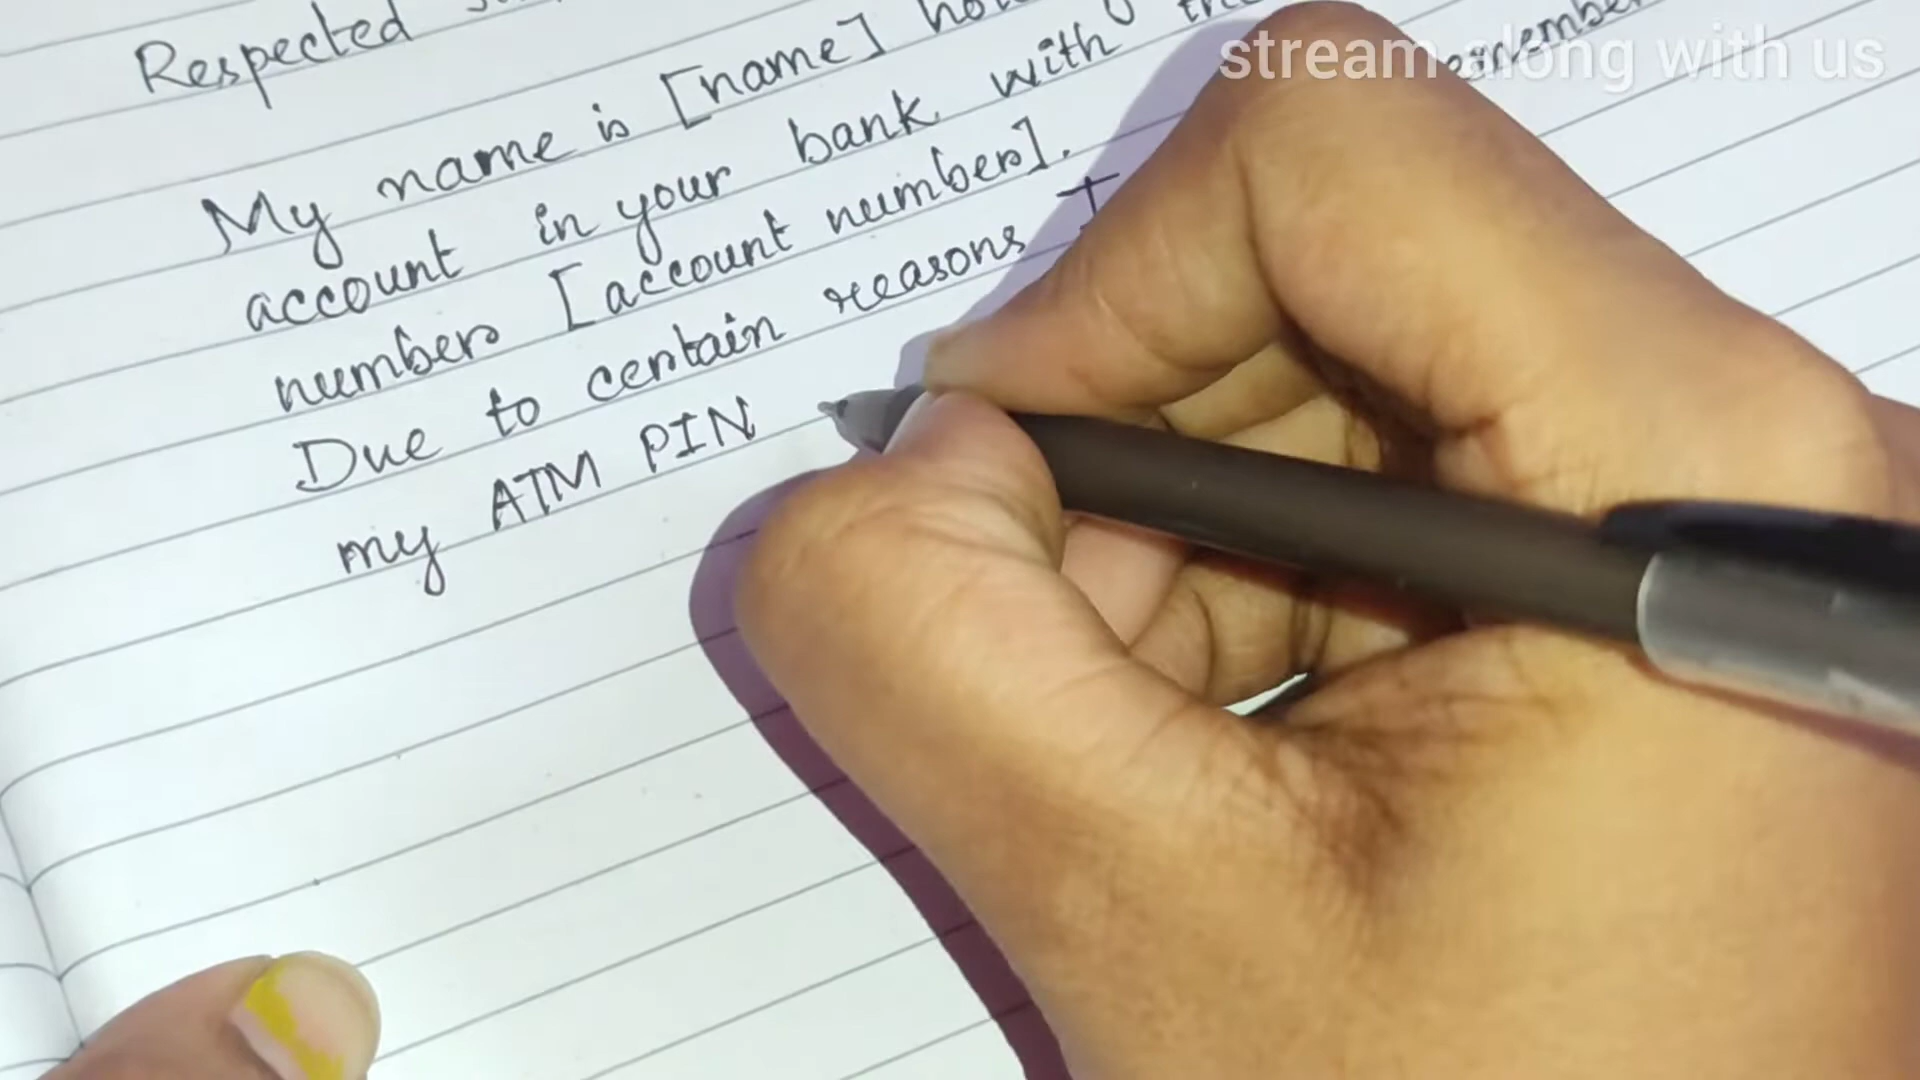 stream along with us
Respected
My name is [name]
account in your bank with
number [account number].
Due to certain reasons I
my ATM PIN